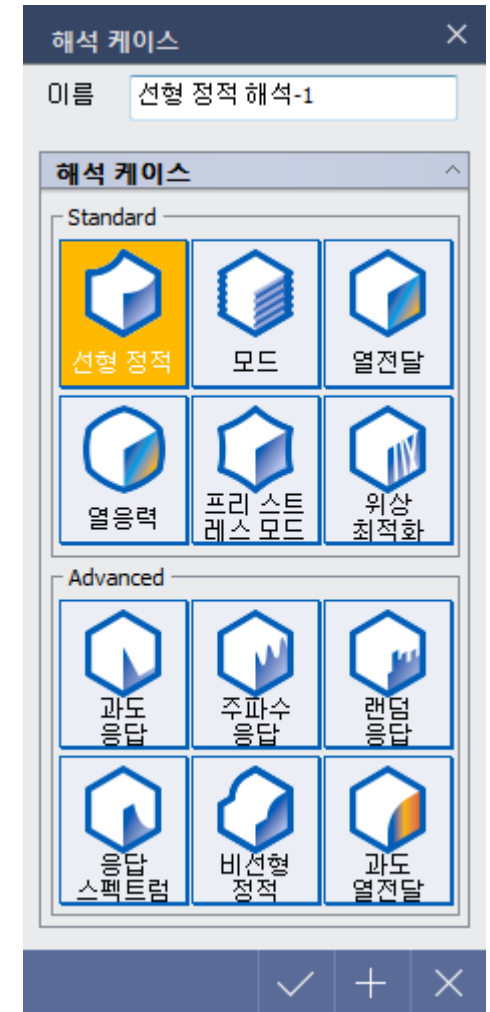 해석 케이스
이름 선형 정적 해석-1
해석 케이스
Standard
선형 정적 모드 열전달
열응력 프리 스트 위상
레스 모드 최적화
Advanced
과도 주파수 랜덤
응답 응답 응답
응답 비선형 과도
스펙트럼 정적 열전달